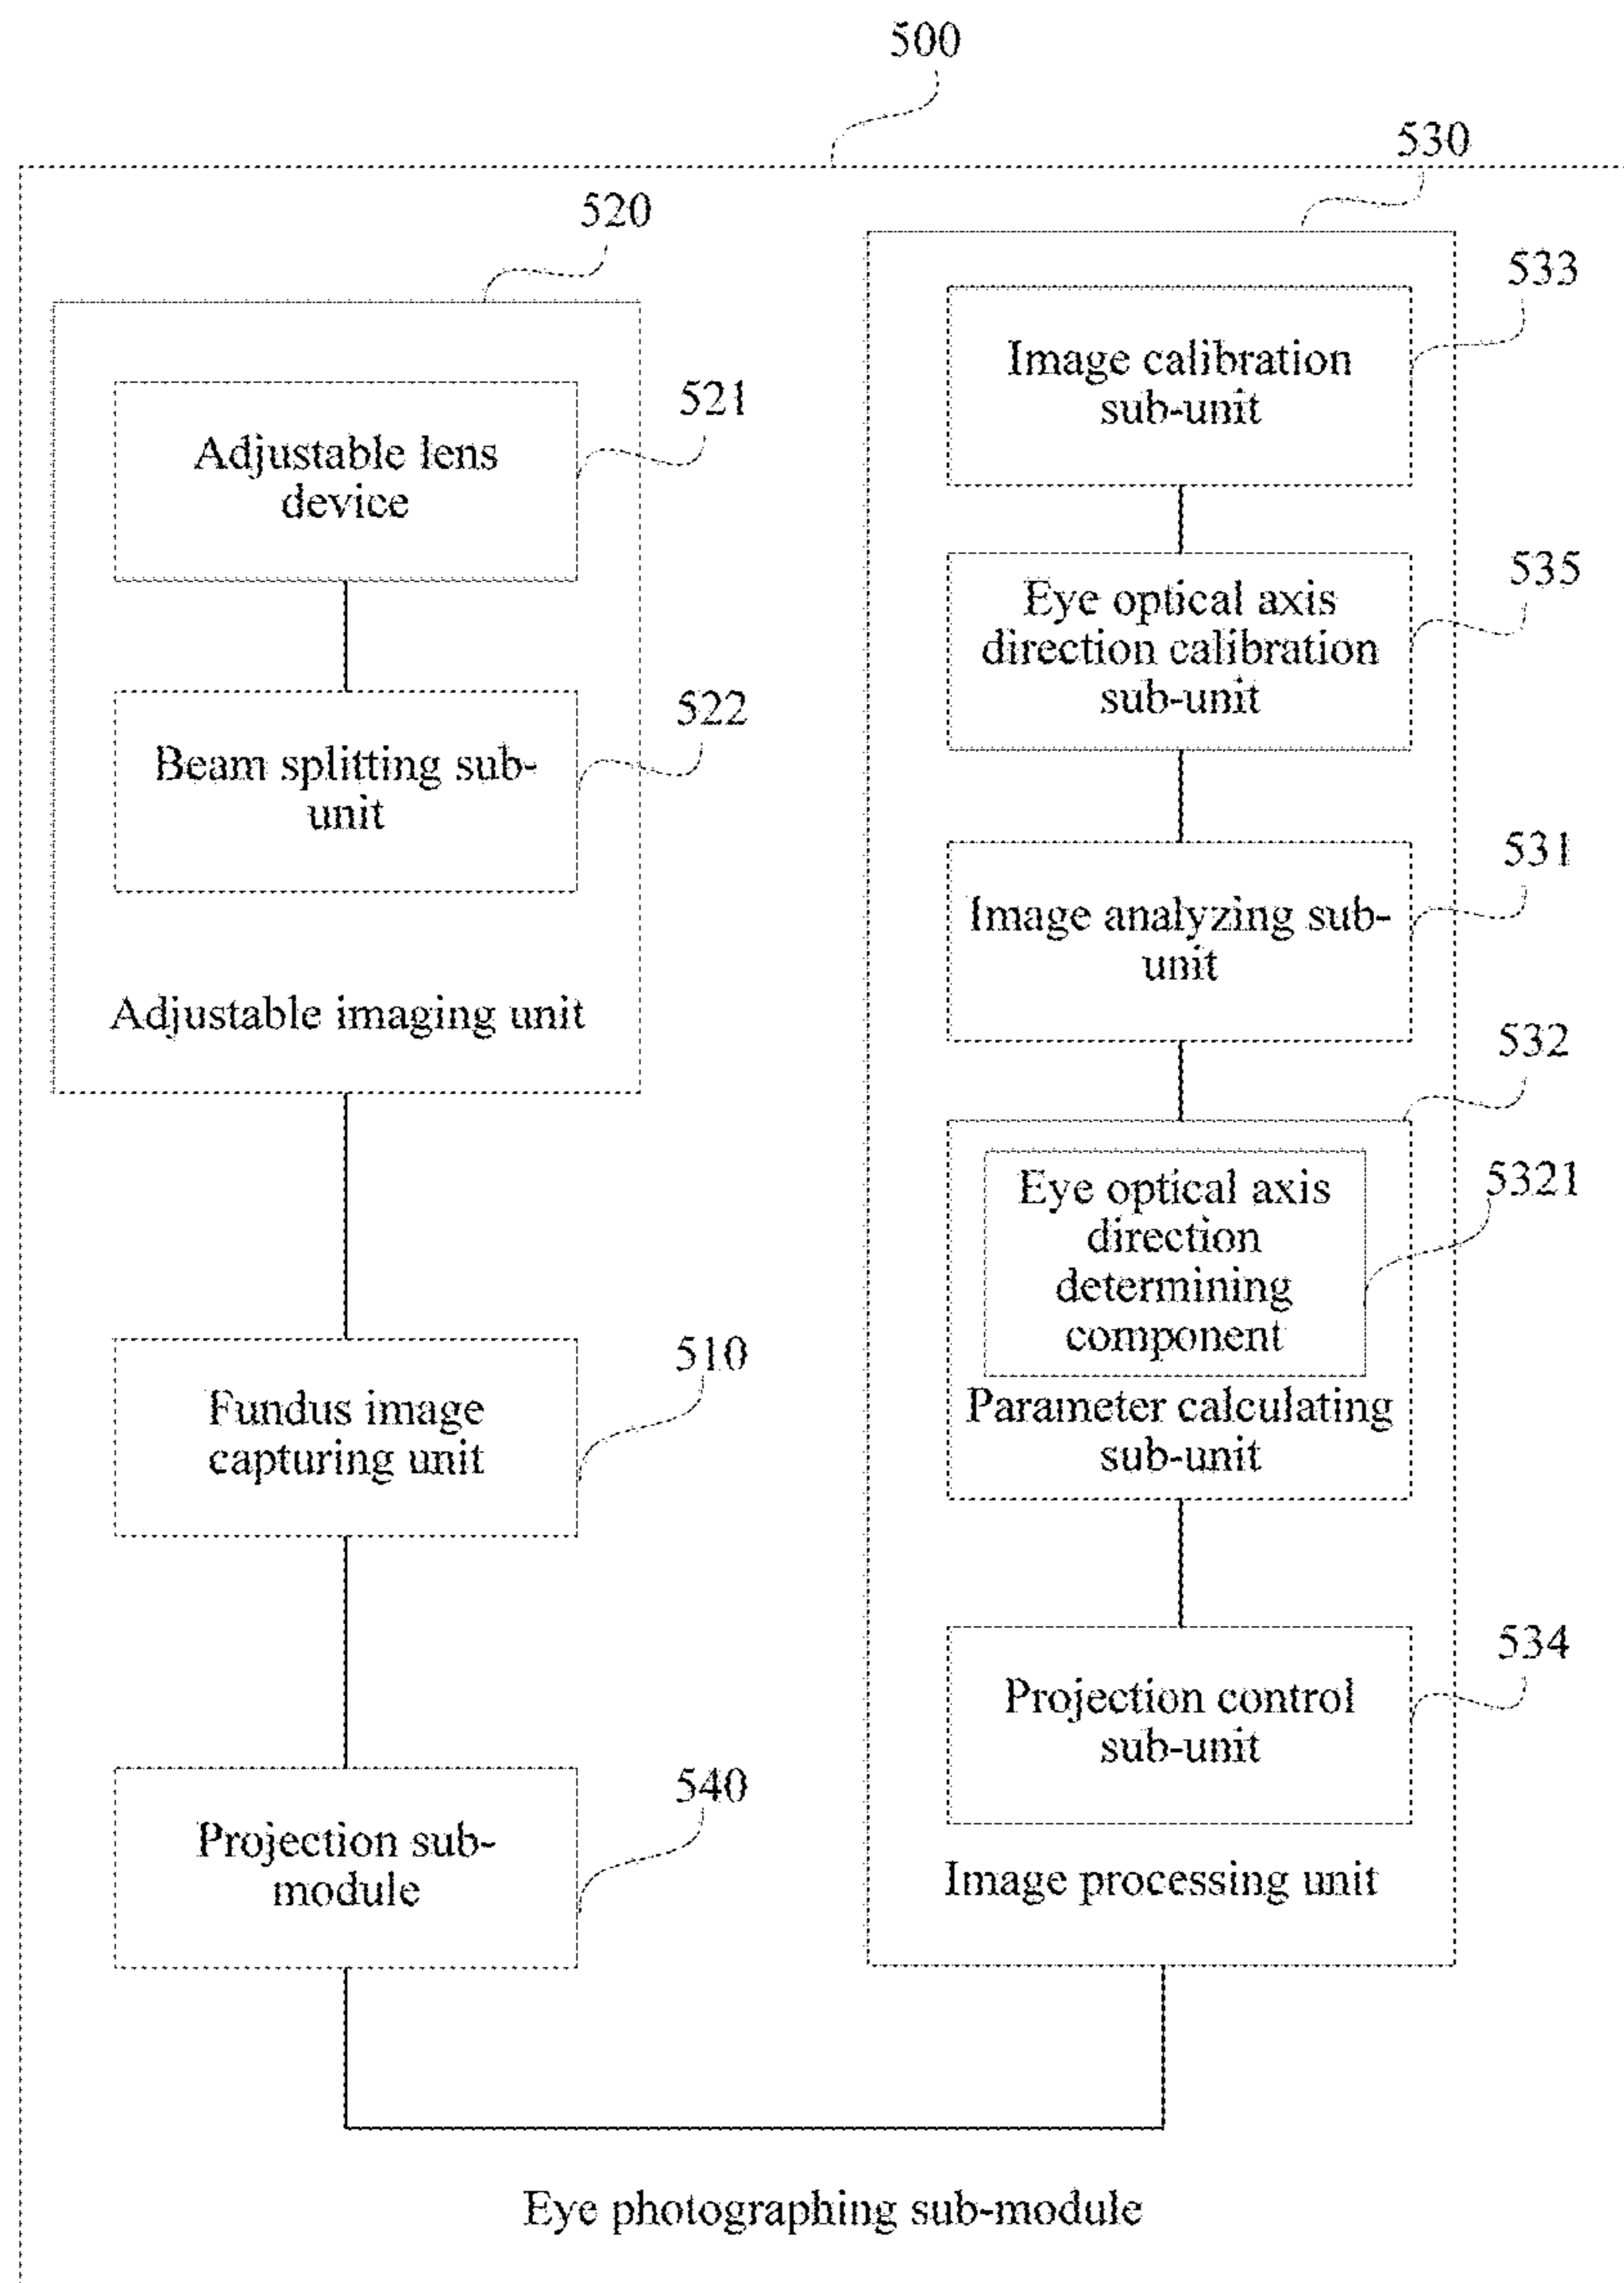 500
530
520
533
Image calibration
sub-unit
521
Adjustable lens
device
535
Eye optical axis
direction calibration
sub-unit
522
Beam splitting sub-
unit
531
Image analyzing sub-
unit
Adjustable imaging unit
532
5321
Eye optical axis
direction
determining
component
Parameter calculating
sub-unit
510
Fundus image
capturing unit
534
Projection control
sub-unit
540
Projection sub-
module
Image processing unit
Eye photographing sub-module